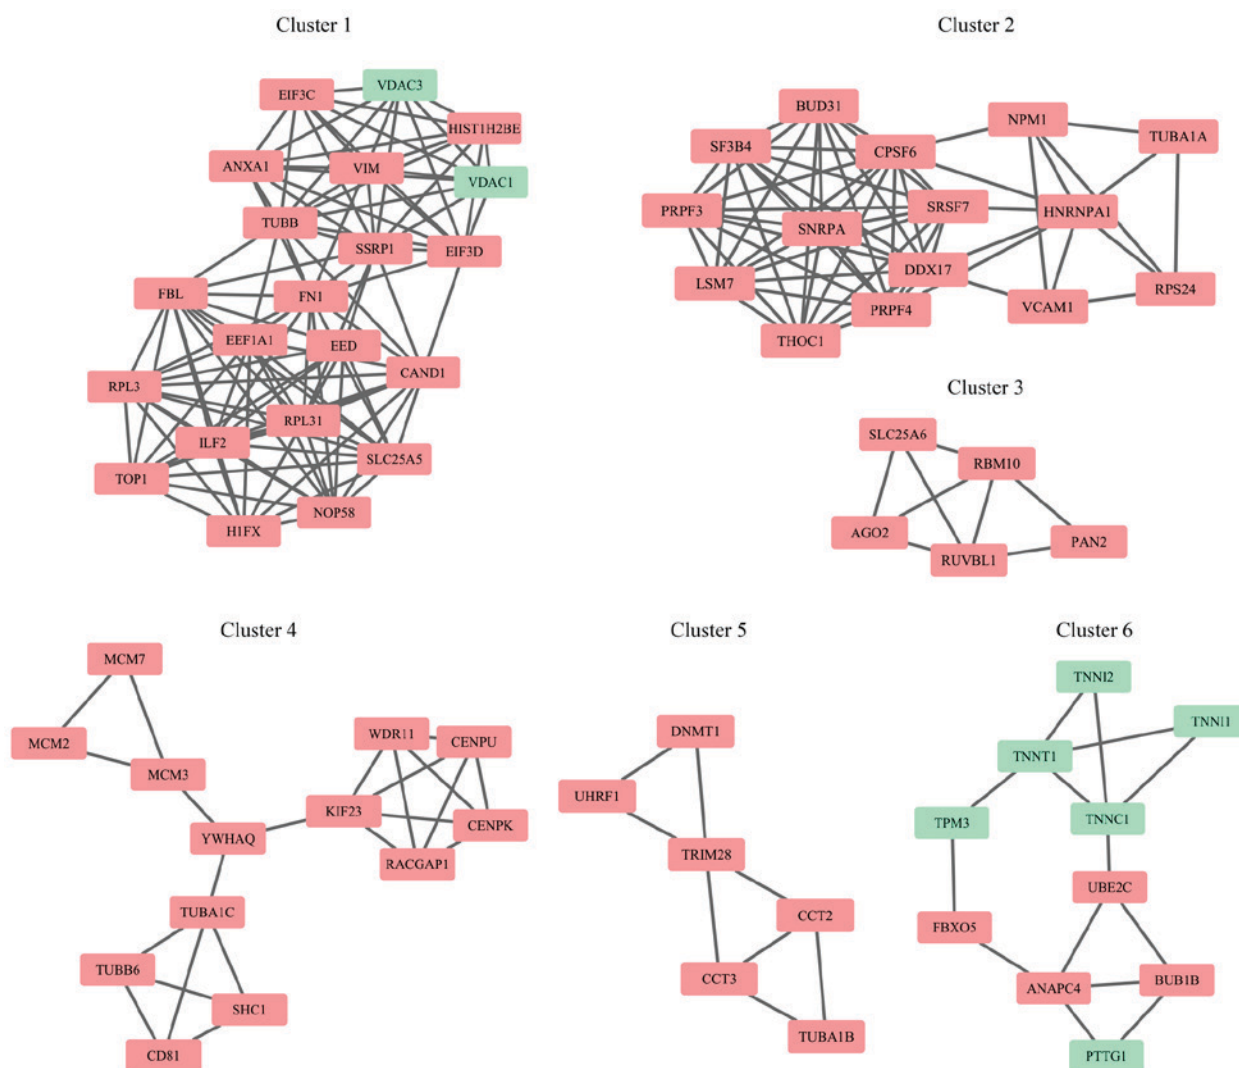 Cluster 1
EIF3C
VDAC3
HIST1H2BE
ANXA1
VIM
VDAC1
TUBB
SSRP1
EIF3D
FBL
FN1
EEF1A1
EED
RPL3
CAND1
RPL31
ILF2
SLC25A5
TOP1
NOP58
H1FX
Cluster 2
BUD31
NPM1
SF3B4
CPSF6
TUBA1A
PRPF3
SRSF7
HNRNPA1
SNRPA
LSM7
DDX17
RPS24
PRPF4
VCAM1
THOC1
Cluster 3
SLC25A6
RBM10
AGO2
RUVBL1
PAN2
Cluster 4
MCM7
MCM2
MCM3
WDR11
CENPU
KIF23
CENPK
YWHAQ
RACGAP1
TUBA1C
TUBB6
SHC1
CD81
Cluster 5
DNMT1
UHRF1
TRIM28
CCT2
CCT3
TUBA1B
Cluster 6
TNNI2
TNNI1
TNNT1
TPM3
TNNC1
UBE2C
FBXO5
ANAPC4
BUB1B
PTTG1